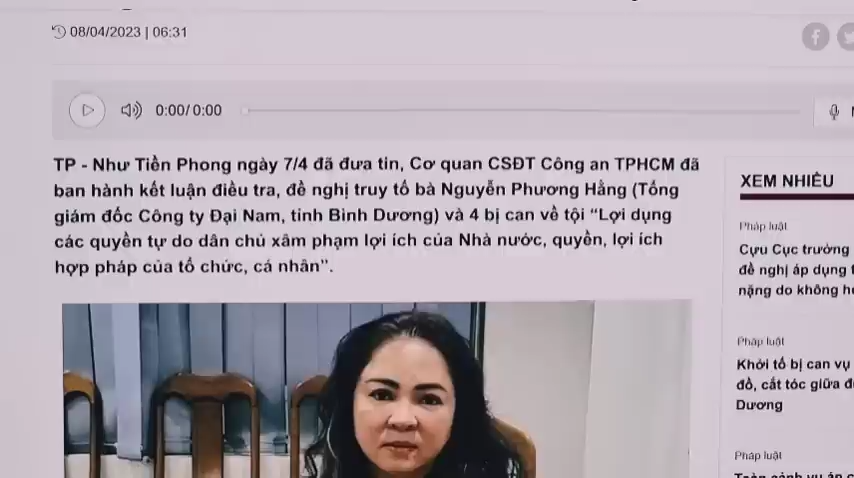 08/04/2023 | 06:31
0:00/0:00
TP - Như Tiền Phong ngày 7/4 đã đưa tin, Cơ quan CSĐT Công an TPHCM đã
ban hành kết luận điều tra, đề nghị truy tố bà Nguyễn Phương Hằng (Tổng
giám đốc Công ty Đại Nam, tỉnh Bình Dương) và 4 bị can về tội “Lợi dụng
các quyền tự do dân chủ xâm phạm lợi ích của Nhà nước, quyền, lợi ích
hợp pháp của tổ chức, cá nhân”.
XEM NHIỀU
Pháp luật
Cựu Cục trưởng
đề nghị áp dụng
nặng do không
Pháp luật
Khởi tố bị can vụ
đồ, cắt tóc giữa
Dương
Pháp luật